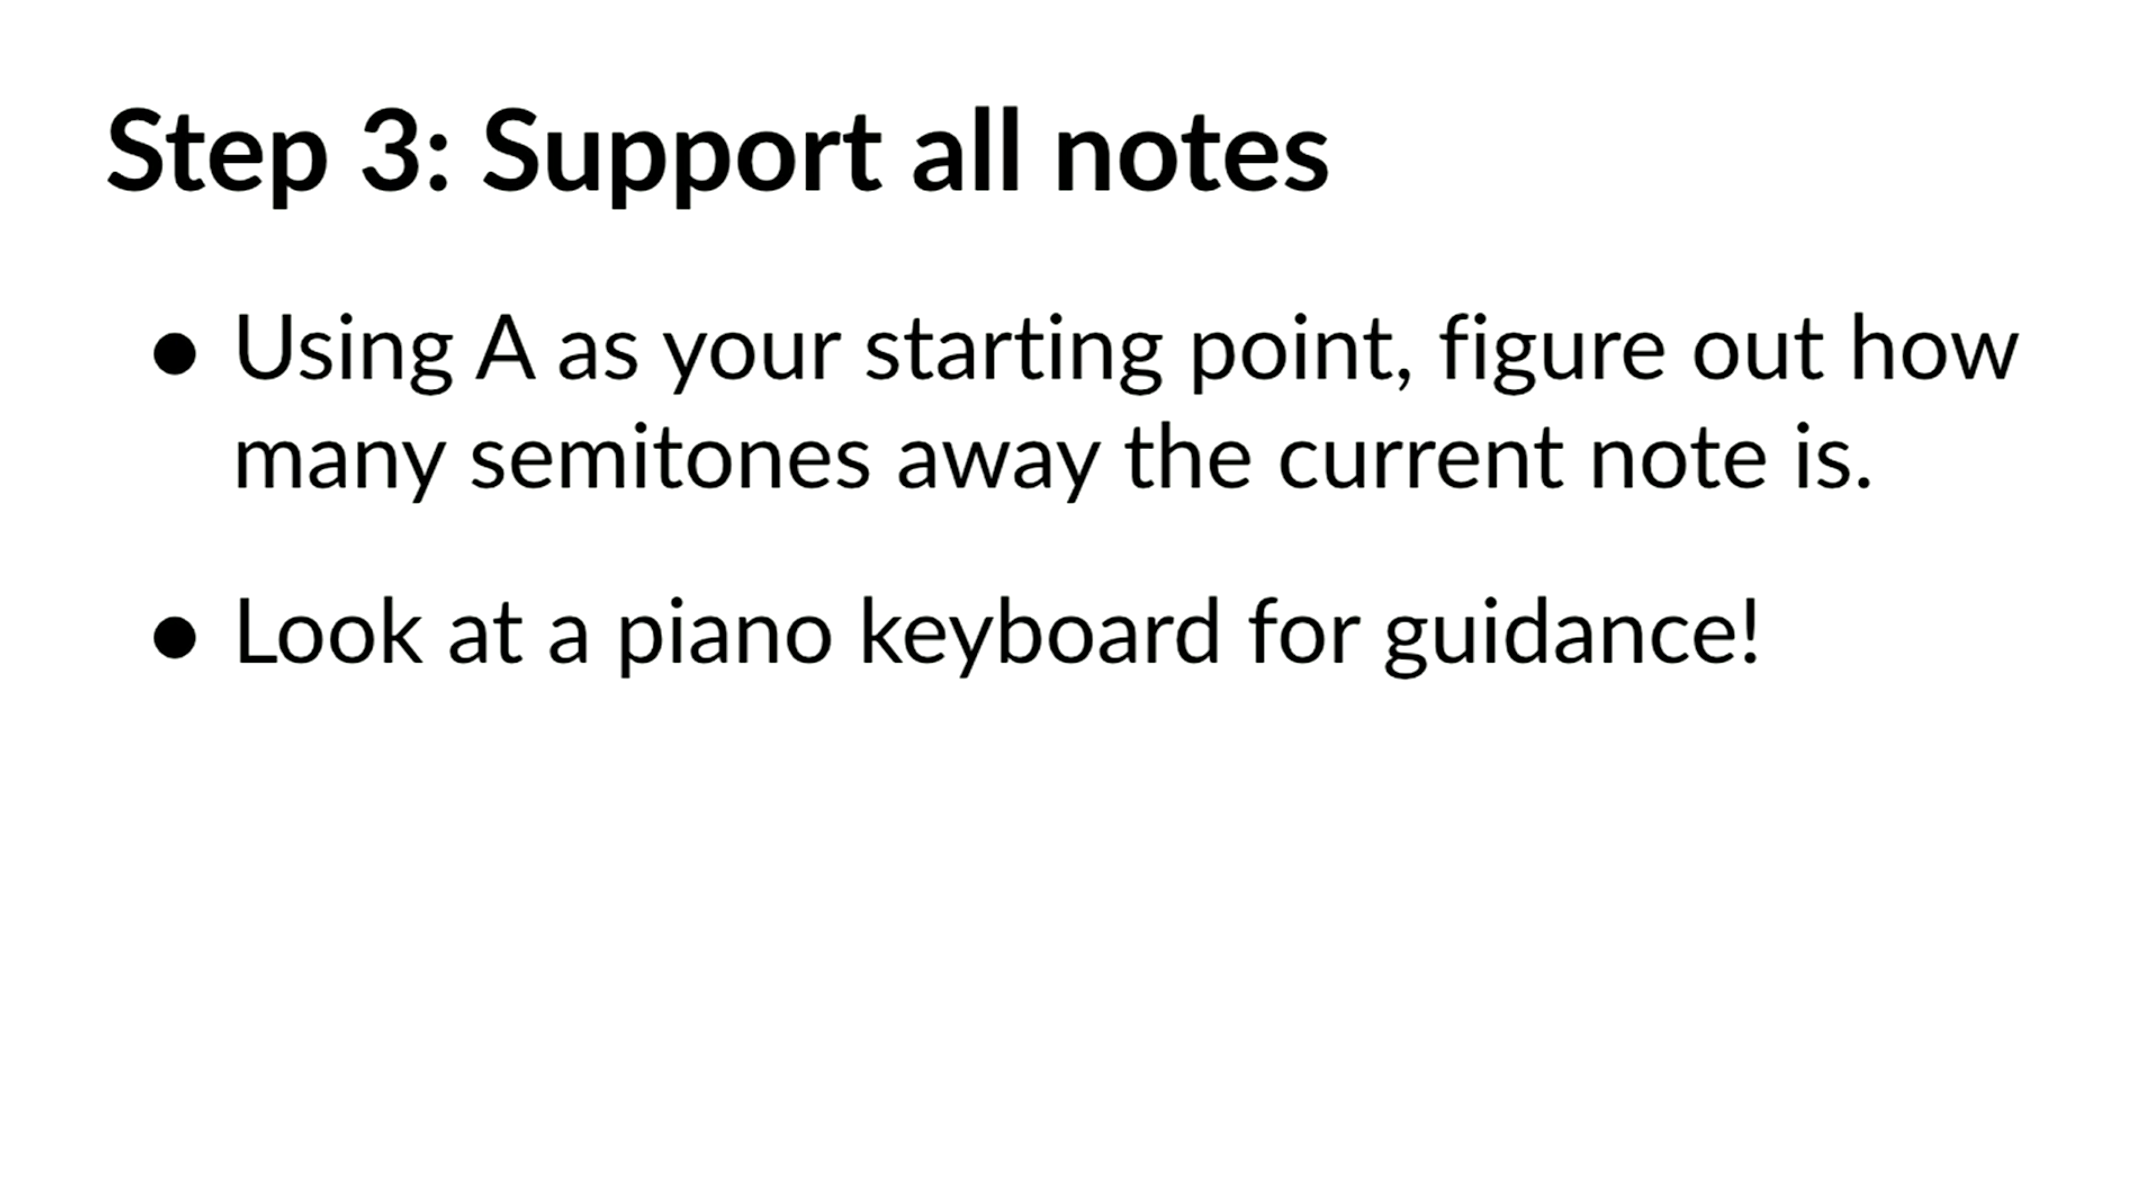 Step 3: Support all notes
● Using A as your starting point, figure out how
many semitones away the current note is.
● Look at a piano keyboard for guidance!